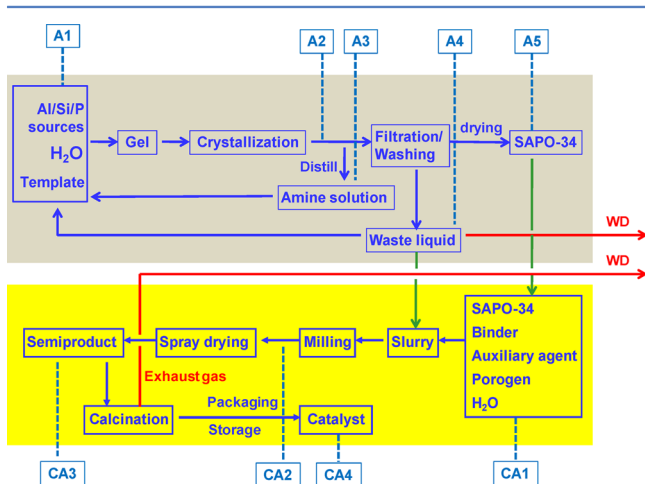 A1
A2
A3
A4
A5
Al/Si/P
sources
H₂O
Template
Gel
Crystallization
Filtration/
Washing
drying
SAPO-34
Distill
Amine solution
Waste liquid
WD
WD
SAPO-34
Binder
Auxiliary agent
Porogen
H₂O
Semiproduct
Spray drying
Milling
Slurry
Exhaust gas
Calcination
Packaging
Storage
Catalyst
CA3
CA2
CA4
CA1